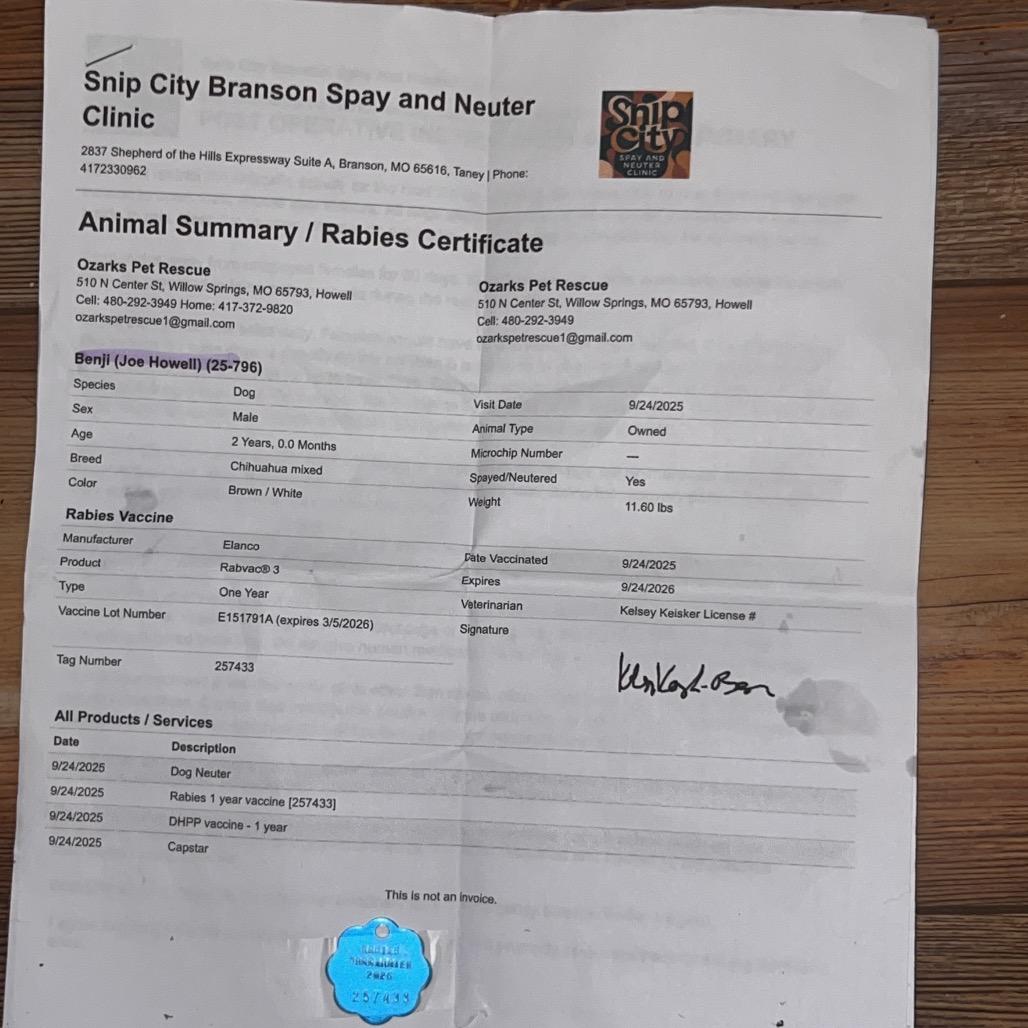 Snip City Branson Spay and Neuter
Clinic
2837 Shepherd of the Hills Expressway Suite A, Branson, MO 65616, Taney | Phone:
4172330962
Snip
City
SPAY AND
NEUTER
CLINIC
Animal Summary / Rabies Certificate
Ozarks Pet Rescue
510 N Center St, Willow Springs, MO 65793, Howell
Cell: 480-292-3949 Home: 417-372-9820
ozarkspetrescue1@gmail.com
Ozarks Pet Rescue
510 N Center St, Willow Springs, MO 65793, Howell
Cell: 480-292-3949
ozarkspetrescue1@gmail.com
Benji (Joe Howell) (25-796)
Species Dog
Sex Male
Age 2 Years, 0.0 Months
Breed Chihuahua mixed
Color Brown / White
Visit Date 9/24/2025
Animal Type Owned
Microchip Number —
Spayed/Neutered Yes
Weight 11.60 lbs
Rabies Vaccine
Manufacturer Elanco
Product Rabvac® 3
Type One Year
Vaccine Lot Number E151791A (expires 3/5/2026)
Date Vaccinated 9/24/2025
Expires 9/24/2026
Veterinarian Kelsey Keisker License #
Signature
Tag Number 257433
All Products / Services
Date Description
9/24/2025 Dog Neuter
9/24/2025 Rabies 1 year vaccine [257433]
9/24/2025 DHPP vaccine - 1 year
9/24/2025 Capstar
This is not an invoice.
2026
257433